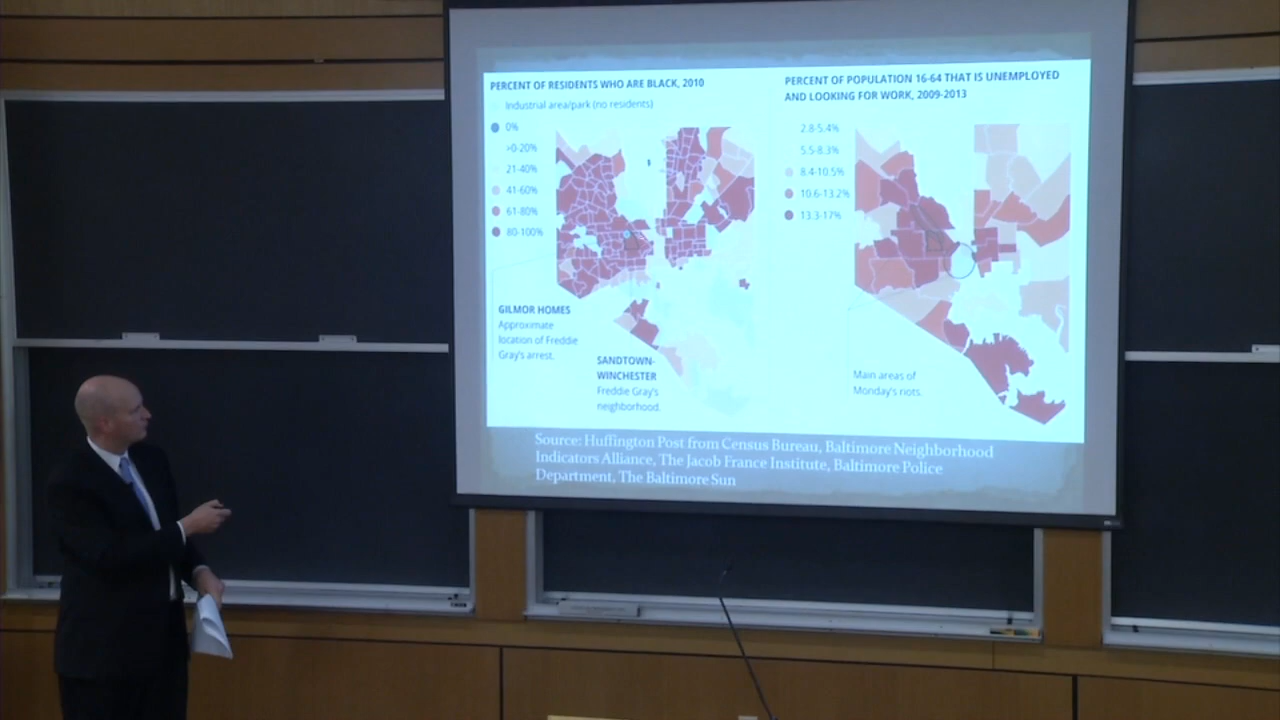 PERCENT OF RESIDENTS WHO ARE BLACK, 2010
Industrial area/park (no residents)
0%
>0-20%
21-40%
41-60%
61-80%
80-100%
GILMOR HOMES
Approximate
location of Freddie
Gray's arrest.
SANDTOWN-
WINCHESTER
Freddie Gray's
neighborhood.
PERCENT OF POPULATION 16-64 THAT IS UNEMPLOYED
AND LOOKING FOR WORK, 2009-2013
2.8-5.4%
5.5-8.3%
8.4-10.5%
10.6-13.2%
13.3-17%
Main areas of
Monday's riots.
Source: Huffington Post from Census Bureau, Baltimore Neighborhood
Indicators Alliance, The Jacob France Institute, Baltimore Police
Department, The Baltimore Sun